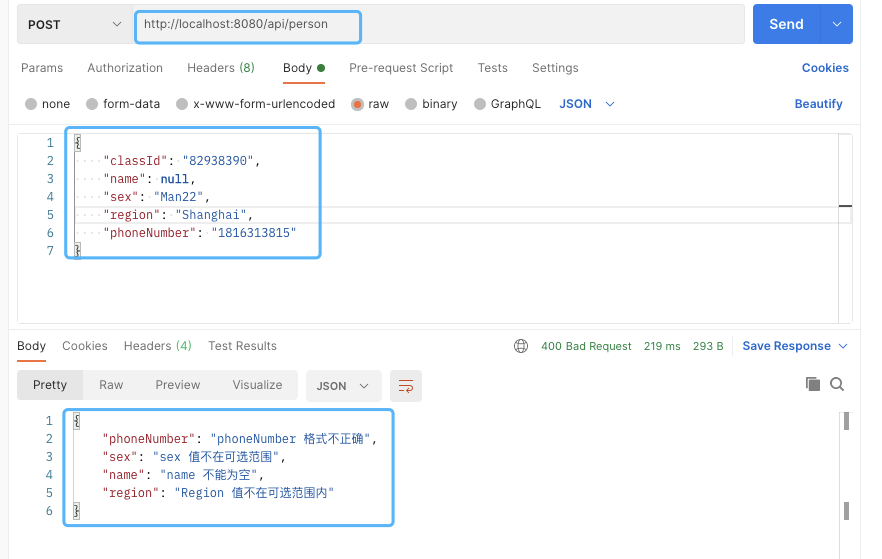 POST http://localhost:8080/api/person Send
Params Authorization Headers (8) Body Pre-request Script Tests Settings Cookies
none form-data x-www-form-urlencoded raw binary GraphQL JSON Beautify
1 {
2 "classId": "82938390",
3 "name": null,
4 "sex": "Man22",
5 "region": "Shanghai",
6 "phoneNumber": "1816313815"
7 }
Body Cookies Headers (4) Test Results 400 Bad Request 219 ms 293 B Save Response
Pretty Raw Preview Visualize JSON
1 {
2 "phoneNumber": "phoneNumber 格式不正确",
3 "sex": "sex 值不在可选范围",
4 "name": "name 不能为空",
5 "region": "Region 值不在可选范围内"
6 }